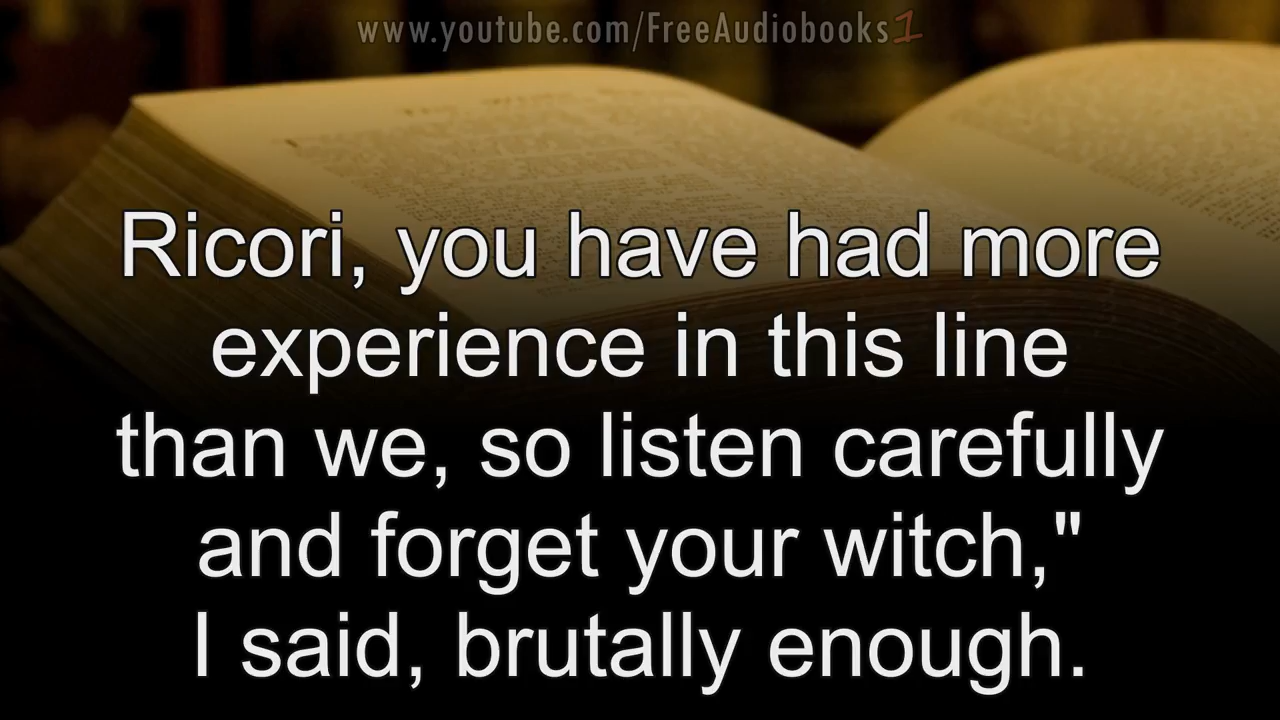 www.youtube.com/FreeAudiobooks1
Ricori, you have had more
experience in this line
than we, so listen carefully
and forget your witch,"
I said, brutally enough.